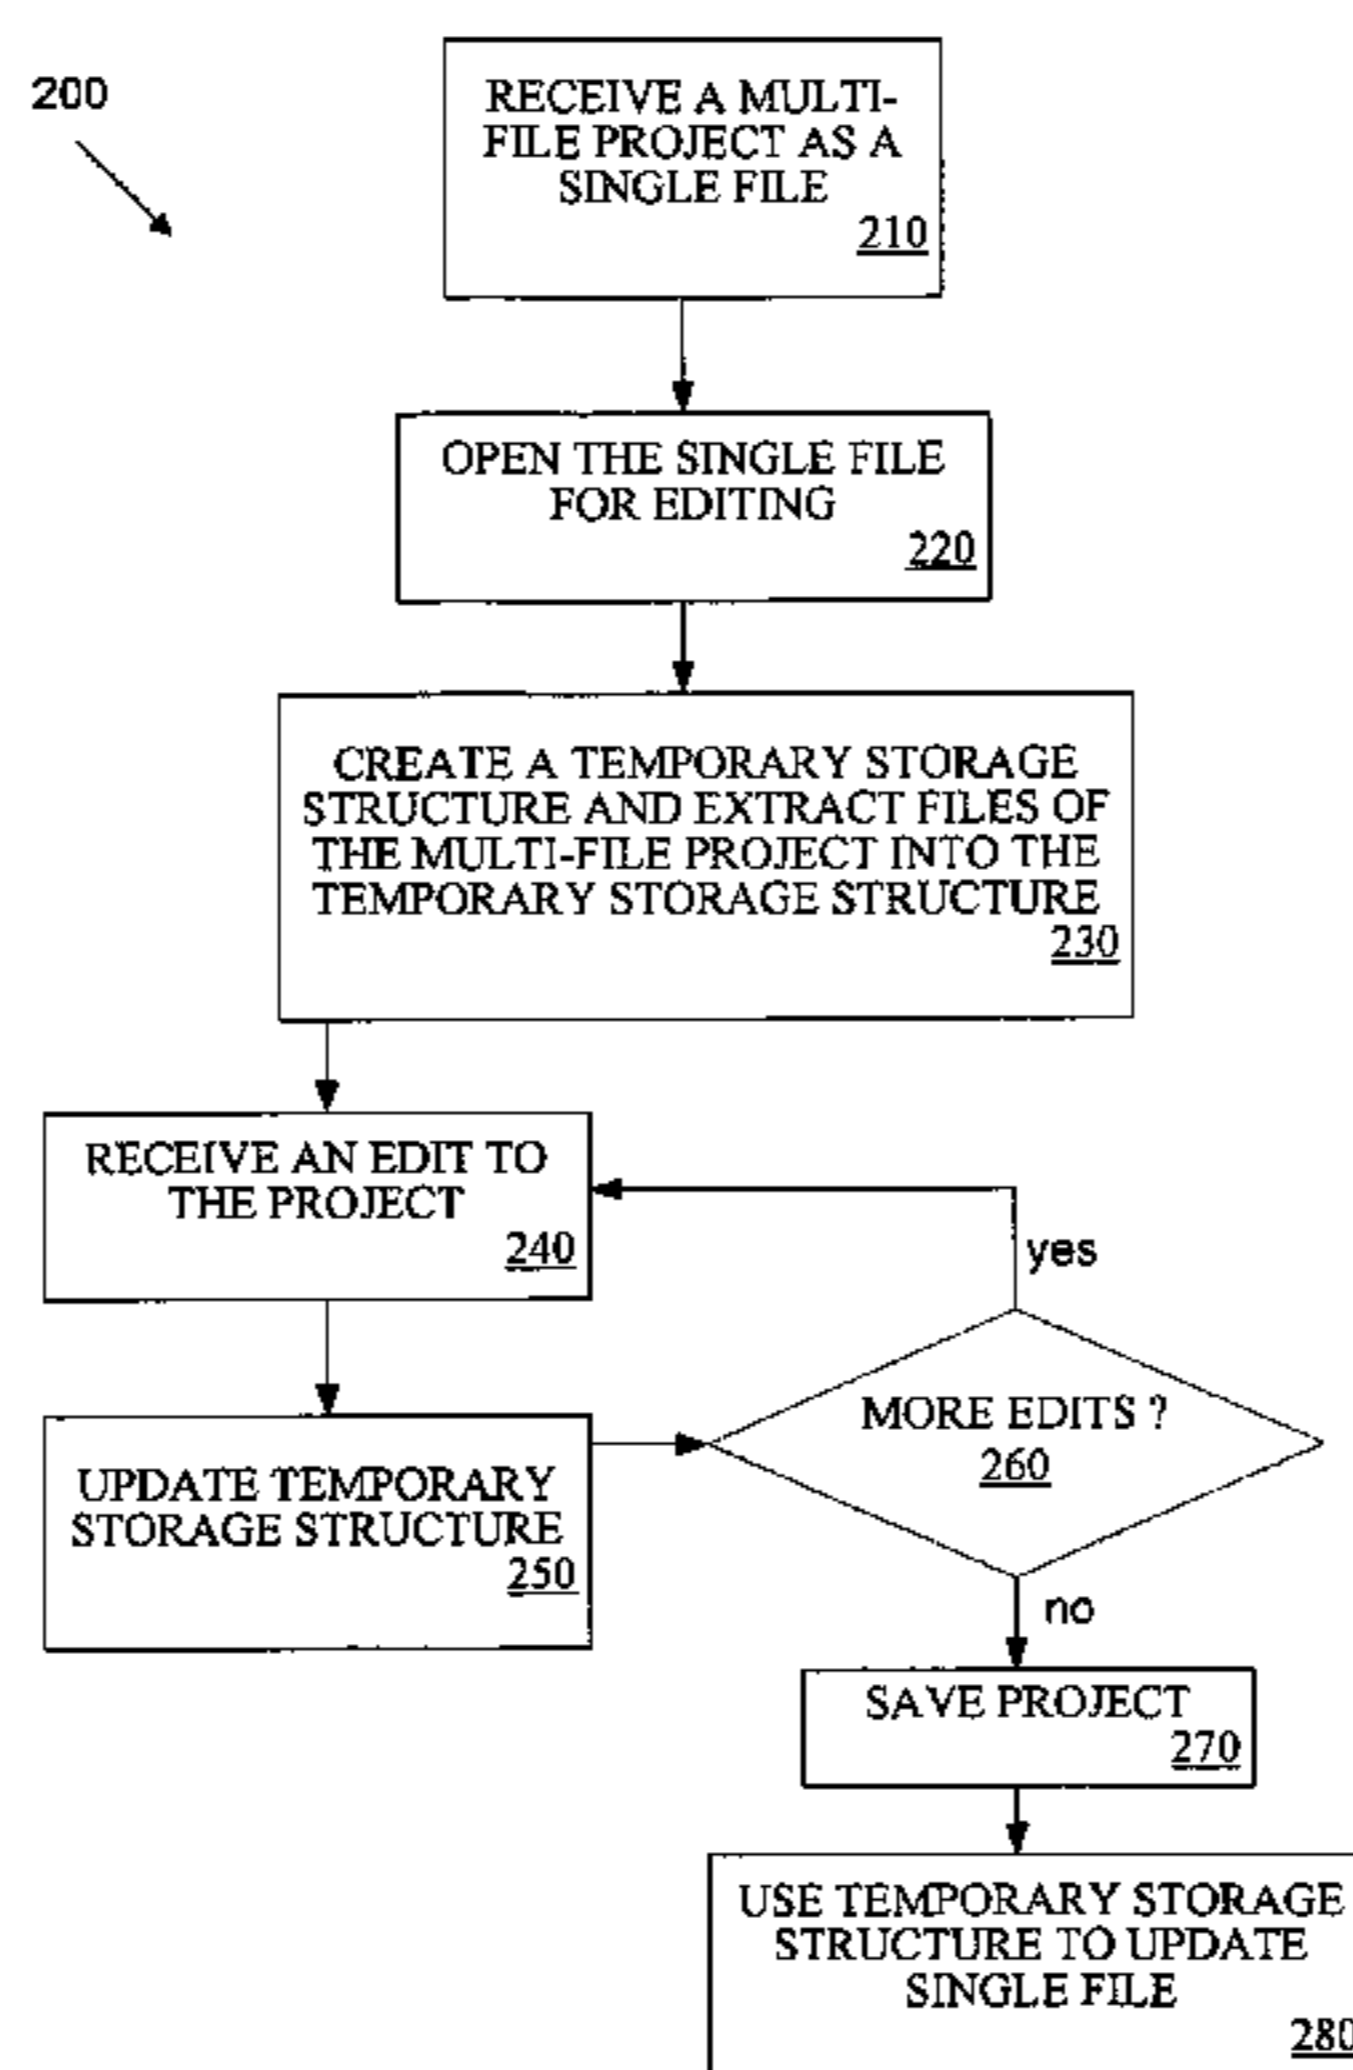 200
RECEIVE A MULTI-
FILE PROJECT AS A
SINGLE FILE
210
OPEN THE SINGLE FILE
FOR EDITING
220
CREATE A TEMPORARY STORAGE
STRUCTURE AND EXTRACT FILES OF
THE MULTI-FILE PROJECT INTO THE
TEMPORARY STORAGE STRUCTURE
230
RECEIVE AN EDIT TO
THE PROJECT
240
yes
MORE EDITS ?
260
UPDATE TEMPORARY
STORAGE STRUCTURE
250
no
SAVE PROJECT
270
USE TEMPORARY STORAGE
STRUCTURE TO UPDATE
SINGLE FILE
280